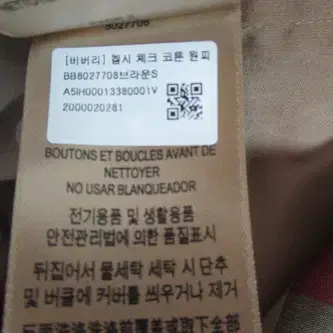 8027708
[비버리] 켈시 체크 코튼 원피
BB8027708브라운S
A5IH00013380001V
2000020281
BOUTONS ET BOUCLES AVANT DE
NETTOYER
NO USAR BLANQUEADOR
전기용품 및 생활용품
안전관리법에 의한 품질표시
뒤집어서 물세탁 세탁 시 단추
및 버클에 커버를 씌우거나 제거